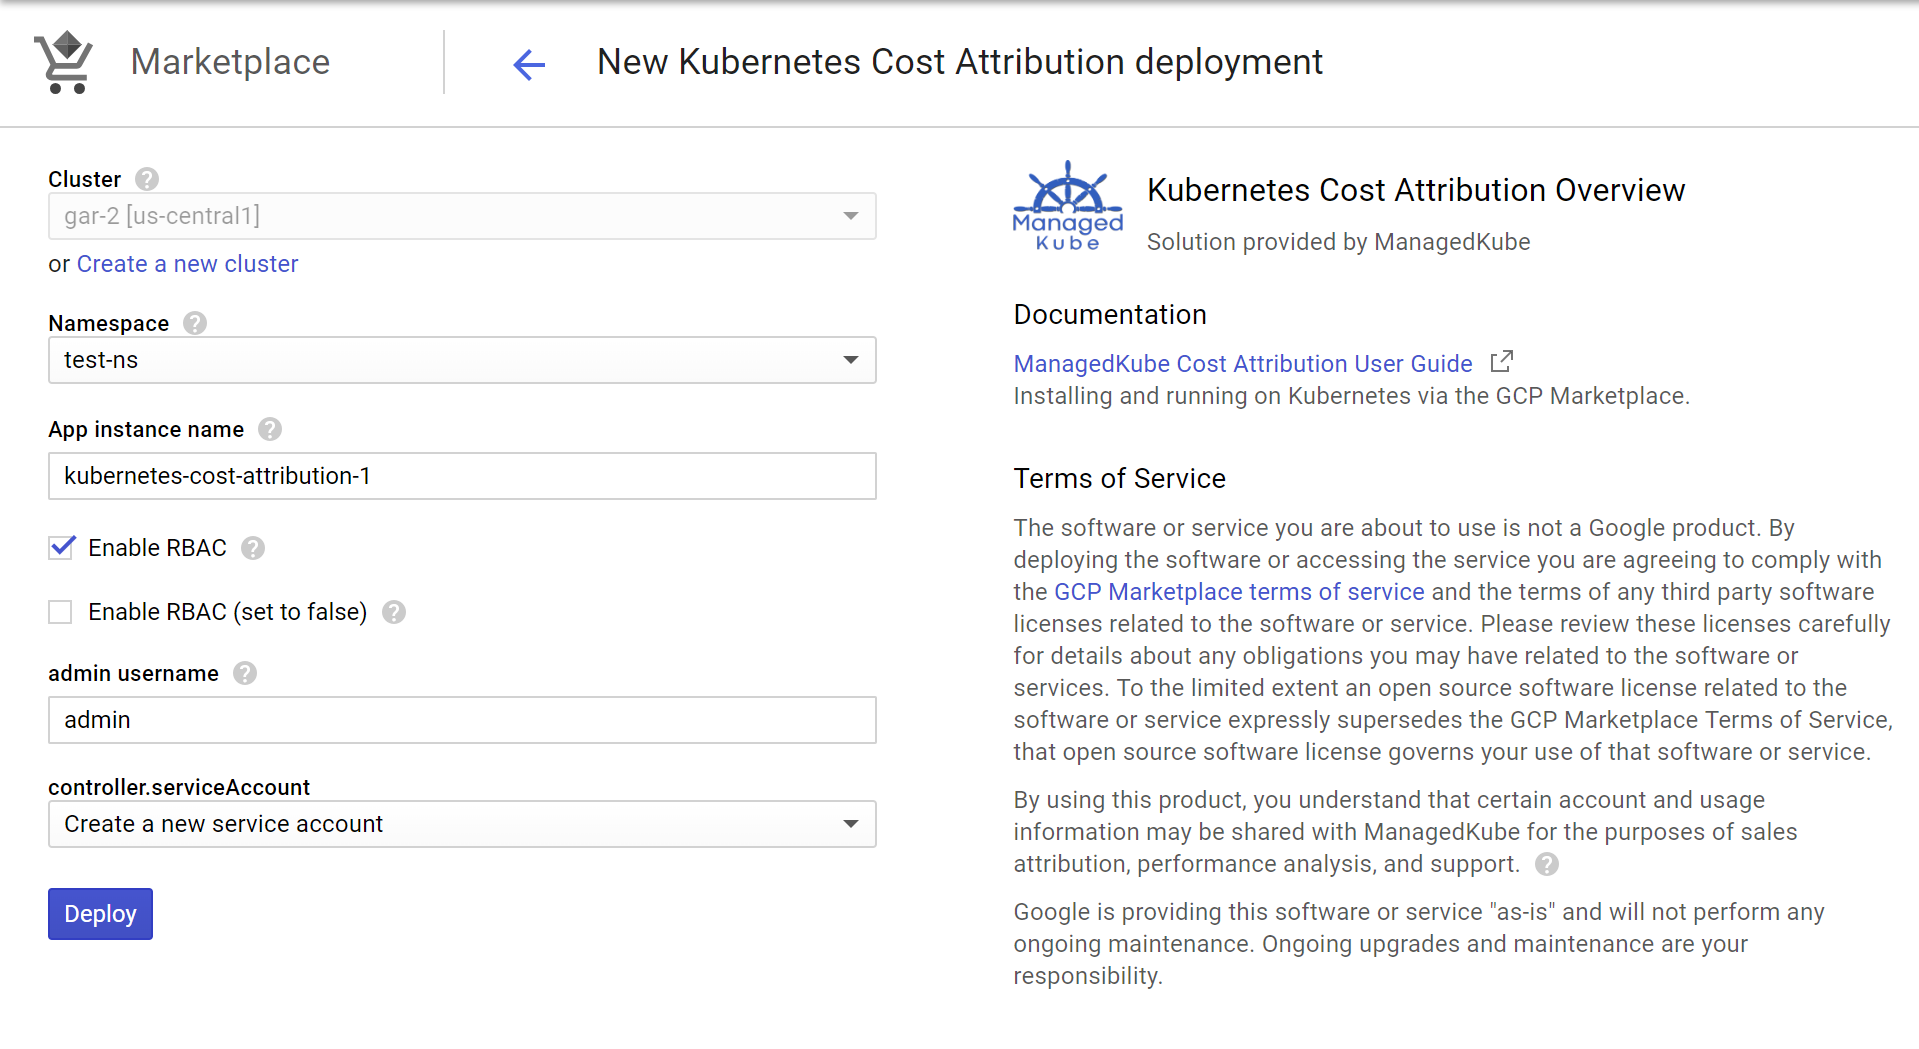 Marketplace
New Kubernetes Cost Attribution deployment
Cluster ?
gar-2 [us-central1]
or Create a new cluster
Namespace ?
test-ns
App instance name ?
kubernetes-cost-attribution-1
Enable RBAC ?
Enable RBAC (set to false) ?
admin username ?
admin
controller.serviceAccount
Create a new service account
Deploy
Managed
Kube
Kubernetes Cost Attribution Overview
Solution provided by ManagedKube
Documentation
ManagedKube Cost Attribution User Guide
Installing and running on Kubernetes via the GCP Marketplace.
Terms of Service
The software or service you are about to use is not a Google product. By
deploying the software or accessing the service you are agreeing to comply with
the GCP Marketplace terms of service and the terms of any third party software
licenses related to the software or service. Please review these licenses carefully
for details about any obligations you may have related to the software or
services. To the limited extent an open source software license related to the
software or service expressly supersedes the GCP Marketplace Terms of Service,
that open source software license governs your use of that software or service.
By using this product, you understand that certain account and usage
information may be shared with ManagedKube for the purposes of sales
attribution, performance analysis, and support. ?
Google is providing this software or service "as-is" and will not perform any
ongoing maintenance. Ongoing upgrades and maintenance are your
responsibility.